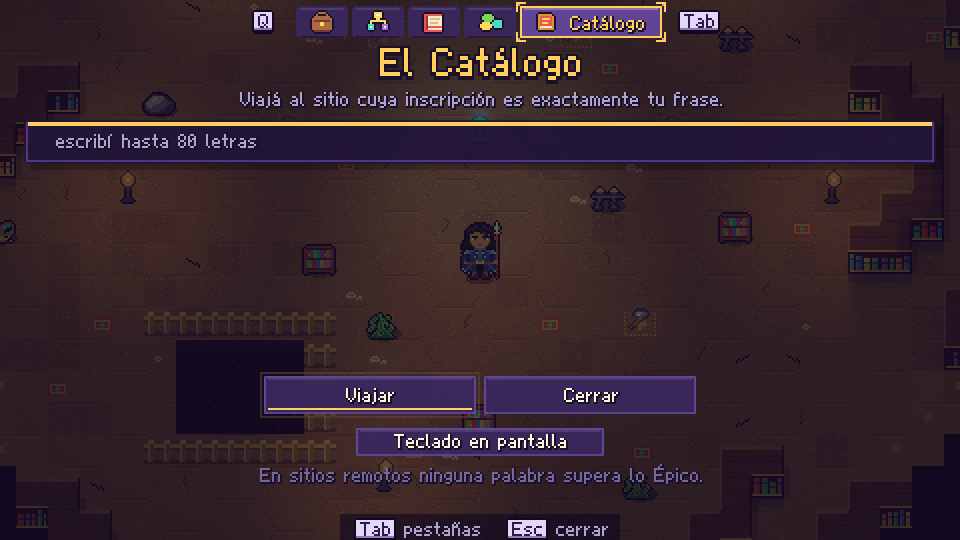 Q Catálogo Tab
El Catálogo
Viajá al sitio cuya inscripción es exactamente tu frase.
escribí hasta 80 letras
Viajar Cerrar
Teclado en pantalla
En sitios remotos ninguna palabra supera lo Épico.
Tab pestañas Esc cerrar